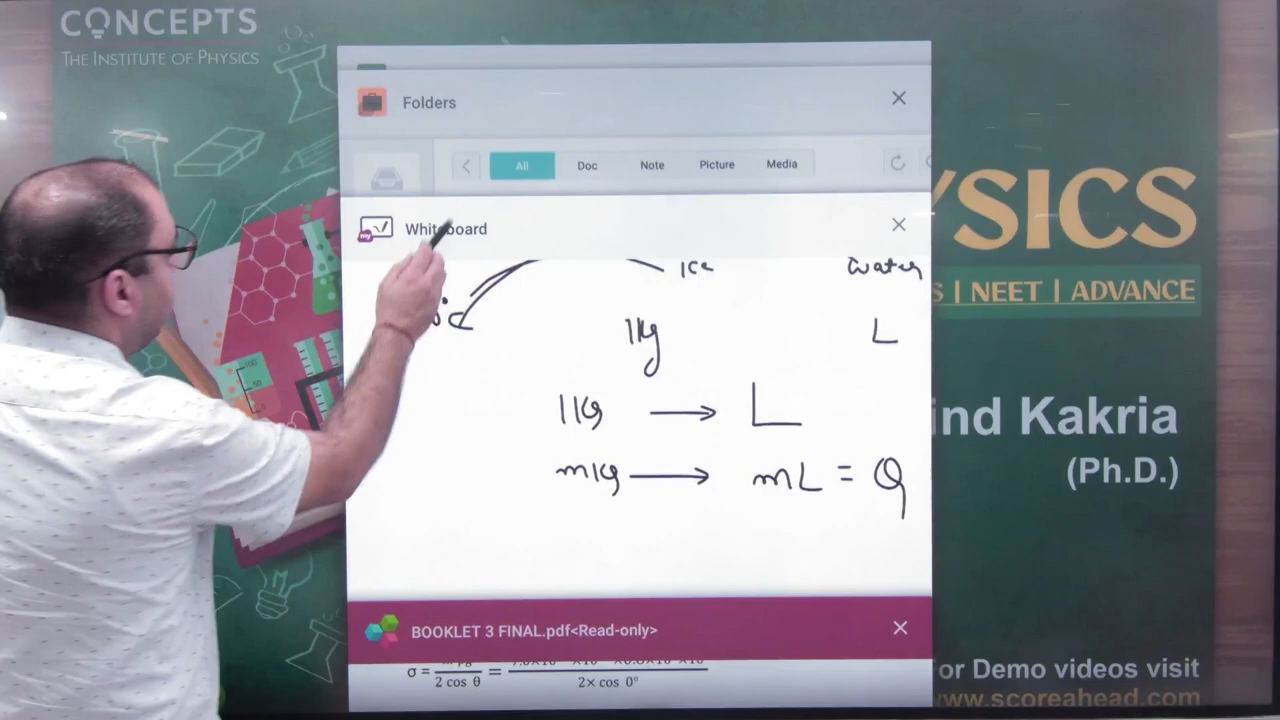 CONCEPTS
THE INSTITUTE OF PHYSICS
Folders
All Doc Note Picture Media
my Whiteboard
Ice water
1kg L
1kg → L
mkg → mL = Q
YSICS
S | NEET | ADVANCE
ind Kakria
(Ph.D.)
BOOKLET 3 FINAL.pdf<Read-only>
σ = 2 cos θ = 2× cos 0°
or Demo videos visit
www.scoreahead.com